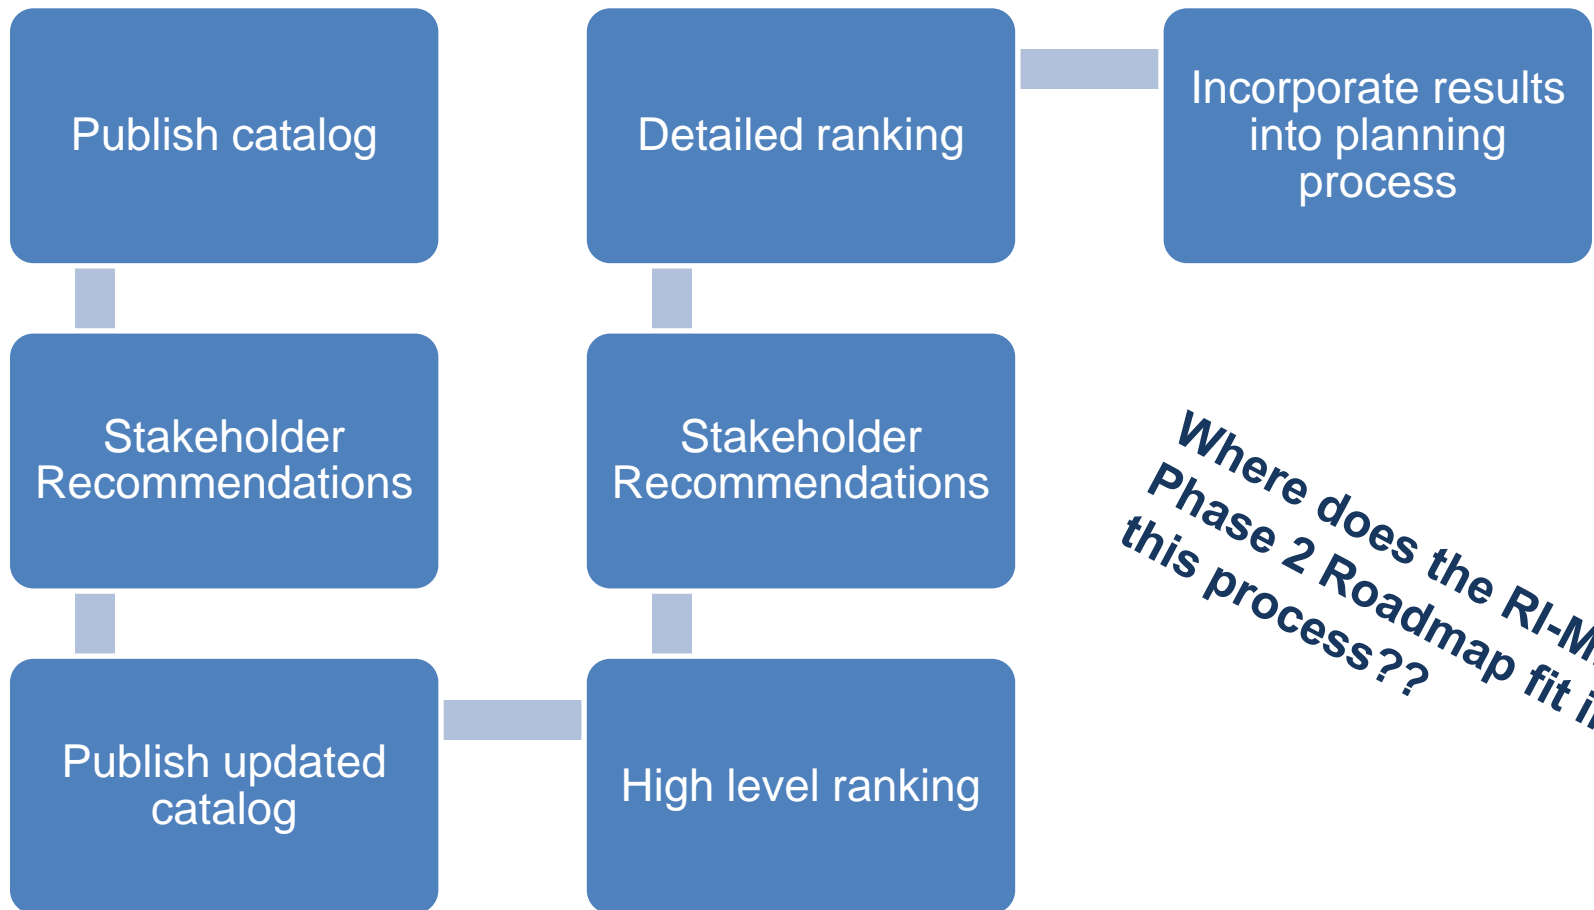 Publish catalog
Stakeholder
Recommendations
Publish updated
catalog
High level ranking
Stakeholder
Recommendations
Detailed ranking
Incorporate results
into planning
process
Where does the
Phase 2 Roadmap fit
this process??